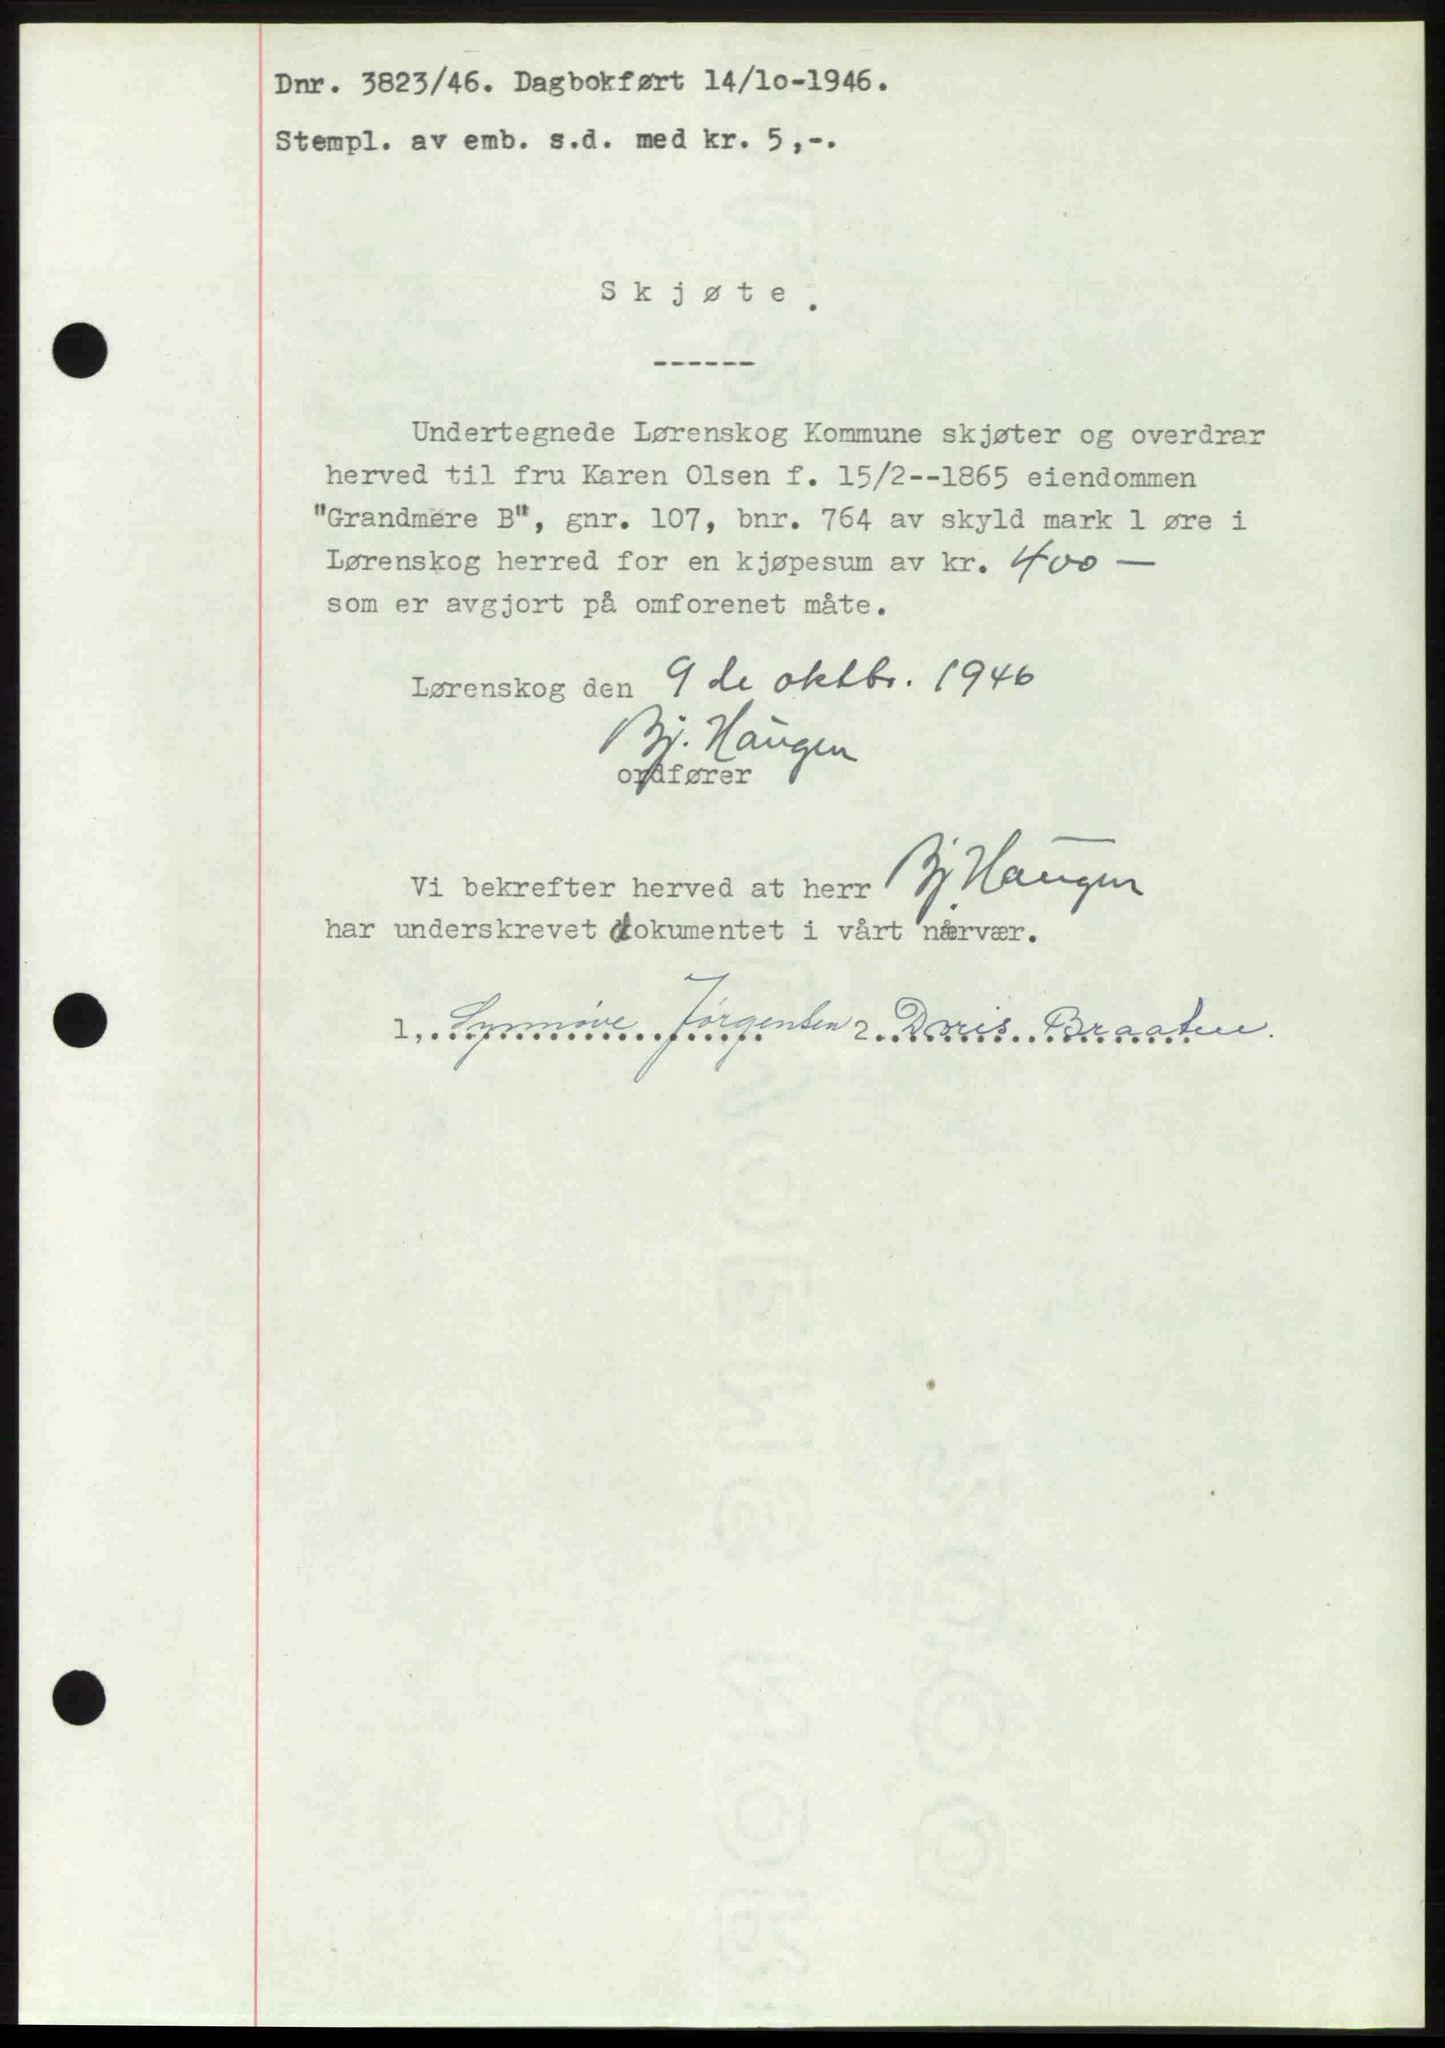 Dnr. 3823/46. Dagbokført 14/10-1946.
Stempl. av emb. s.d. med kr. 5,-.
Skjøte.
------
Undertegnede Lørenskog Kommune skjøter og overdrar
herved til fru Karen Olsen f. 15/2--1865 eiendommen
"Grandmere B", gnr. 107, bnr. 764 av skyld mark 1 øre i
Lørenskog herred for en kjøpesum av kr. 400 —
som er avgjort på omforenet måte.
Lørenskog den 9 de oktbr. 1946
Bj. Haugen
ordfører
Vi bekrefter herved at herr Bj. Haugen
har underskrevet dokumentet i vårt nærvær.
1, Synnøve Jørgensen 2. Doris Braaten.